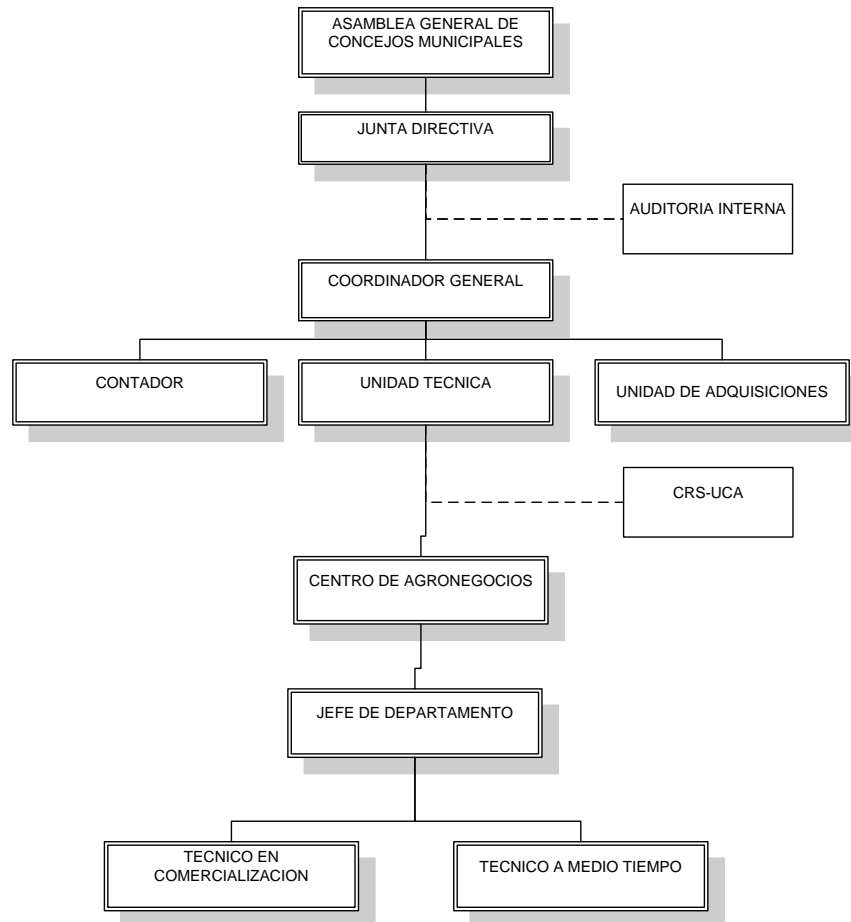 ASAMBLEA GENERAL DE
CONCEJOS MUNICIPALES
JUNTA DIRECTIVA
AUDITORIA INTERNA
COORDINADOR GENERAL
CONTADOR
UNIDAD TECNICA
UNIDAD DE ADQUISICIONES
CRS-UCA
CENTRO DE AGRONEGOCIOS
JEFE DE DEPARTAMENTO
TECNICO EN
COMERCIALIZACION
TECNICO A MEDIO TIEMPO